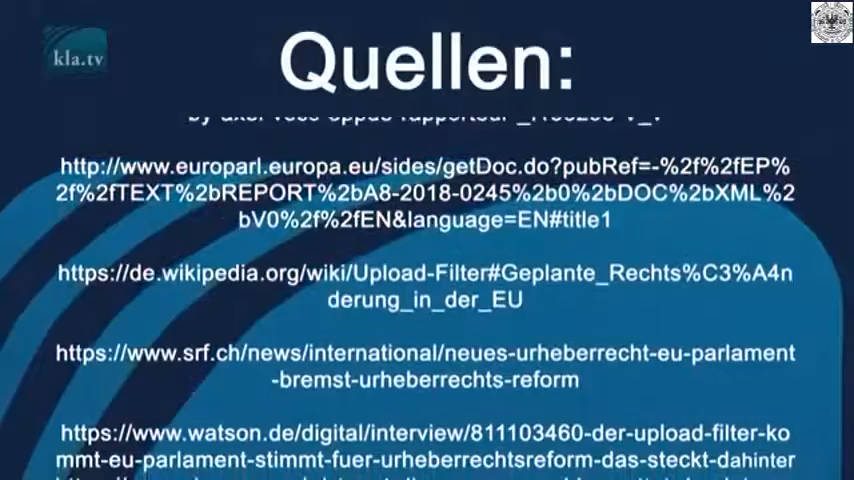 kla.tv
Quellen:
http://www.europarl.europa.eu/sides/getDoc.do?pubRef=-%2f%2fEP%
2f%2fTEXT%2bREPORT%2bA8-2018-0245%2b0%2bDOC%2bXML%2
bV0%2f%2fEN&language=EN#title1
https://de.wikipedia.org/wiki/Upload-Filter#Geplante_Rechts%C3%A4n
derung_in_der_EU
https://www.srf.ch/news/international/neues-urheberrecht-eu-parlament
-bremst-urheberrechts-reform
https://www.watson.de/digital/interview/811103460-der-upload-filter-ko
mmt-eu-parlament-stimmt-fuer-urheberrechtsreform-das-steckt-dahinter